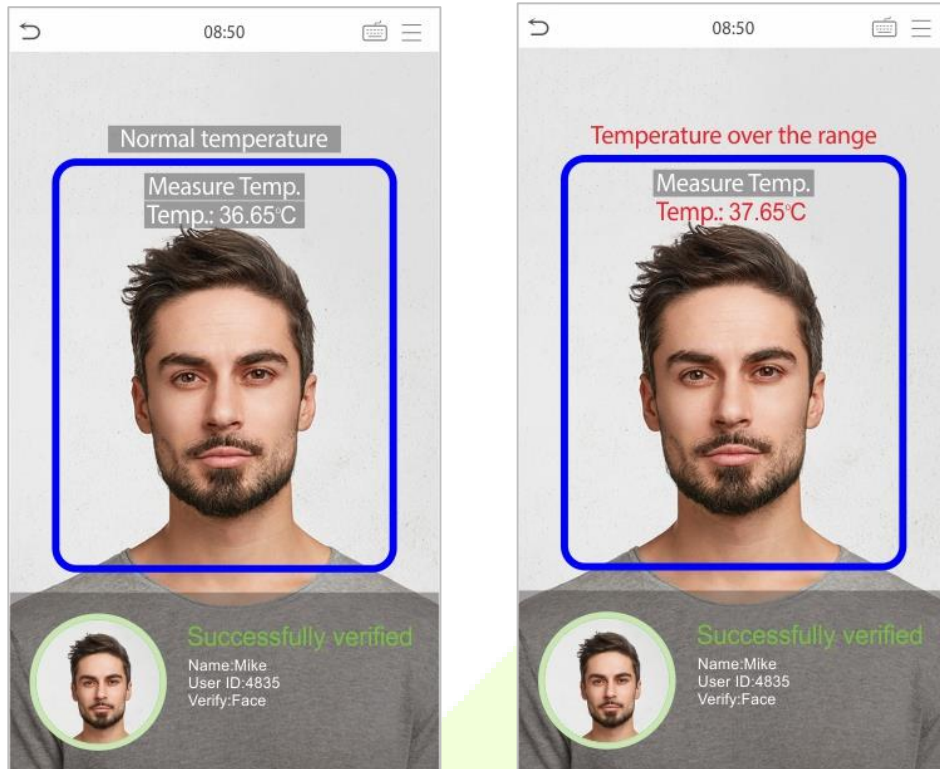 08:50
Normal temperature
Measure Temp.
Temp.: 36.65°C
Successfully verified
Name:Mike
User ID:4835
Verify:Face
08:50
Temperature over the range
Measure Temp.
Temp.: 37.65°C
Successfully verified
Name:Mike
User ID:4835
Verify:Face